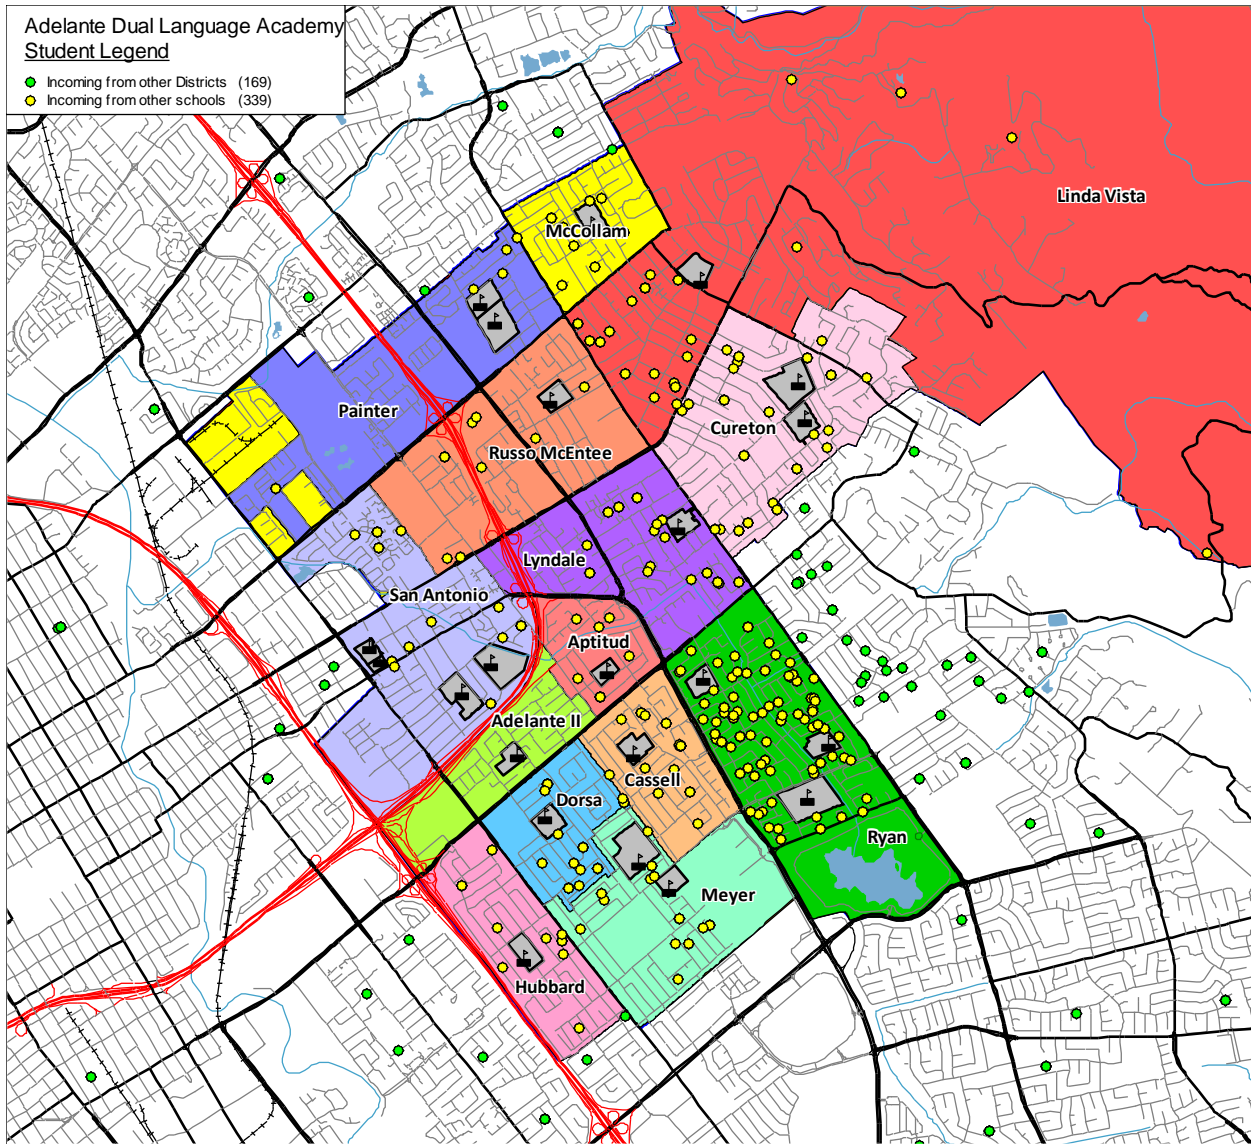 Adelante Dual Language Academy
Student Legend
Incoming from other Districts (169)
Incoming from other schools (339)
Linda Vista
McCollam
Painter
Cureton
Russo McEntee
Lyndale
San Antonio
Aptitud
Adelante II
Cassell
Dorsa
Ryan
Meyer
Hubbard